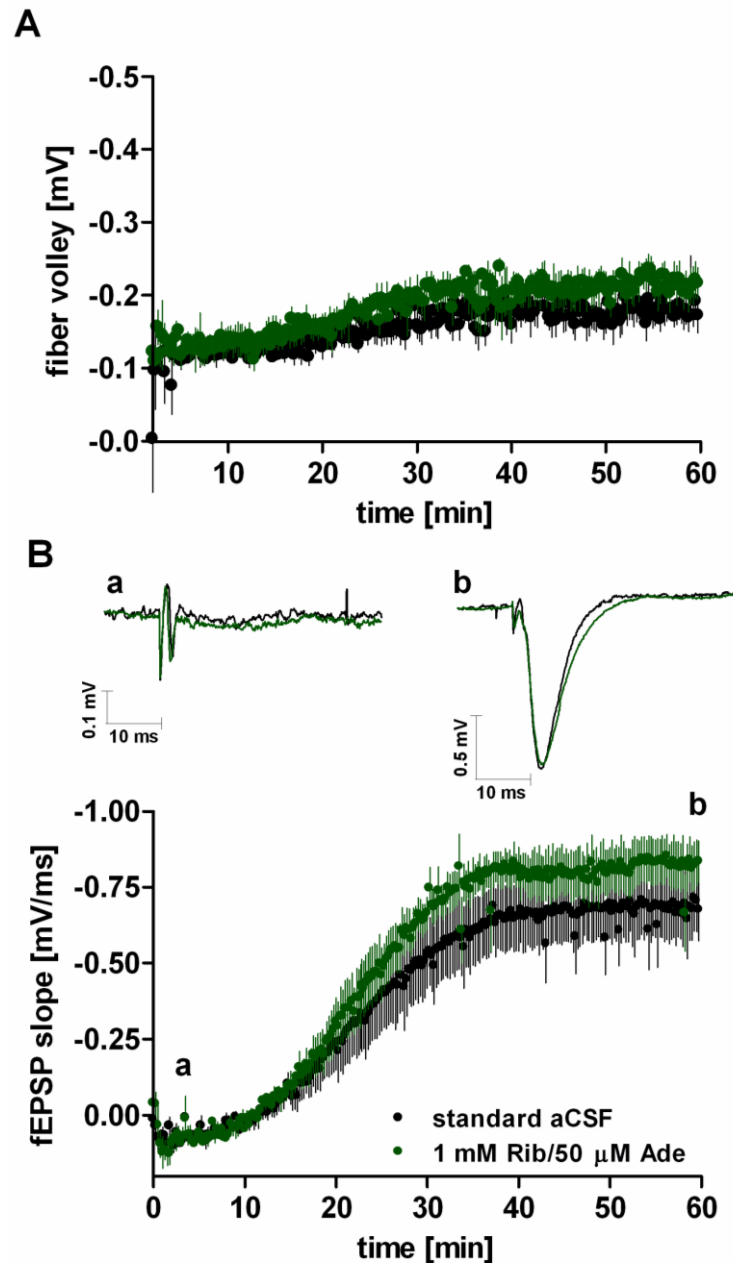 A
-0.5
-0.4
-0.3
-0.2
-0.1
-0.0
fiber volley [mV]
10 20 30 40 50 60
time [min]
B
a b
0.1 mV
10 ms
0.5 mV
10 ms
b
-1.00
-0.75
-0.50
-0.25
0.00
fEPSP slope [mV/ms]
a
standard aCSF
1 mM Rib/50 μM Ade
0 10 20 30 40 50 60
time [min]